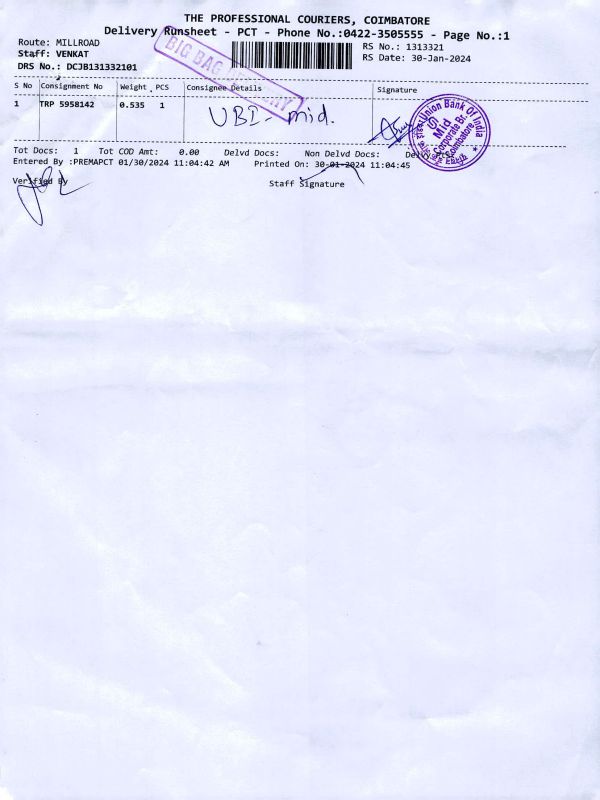 THE PROFESSIONAL COURIERS, COIMBATORE
Delivery Runsheet - PCT - Phone No.:0422-3505555 - Page No.:1
Route: MILLROAD
RS No.: 1313321
Staff: VENKAT
RS Date: 30-Jan-2024
DRS No.: DCJB131332101
BIG BAG
S No Consignment No Weight PCS Consignee Details Signature
1 TRP 5958142 0.535 1 UBI - mid.
Union Bank Of India
Mid
Corporate Br.
Coimbatore
Tot Docs: 1 Tot COD Amt: 0.00 Delvd Docs: Non Delvd Docs:
Entered By :PREMAPCT 01/30/2024 11:04:42 AM Printed On: 30-01-2024 11:04:45
Verified By
Staff Signature